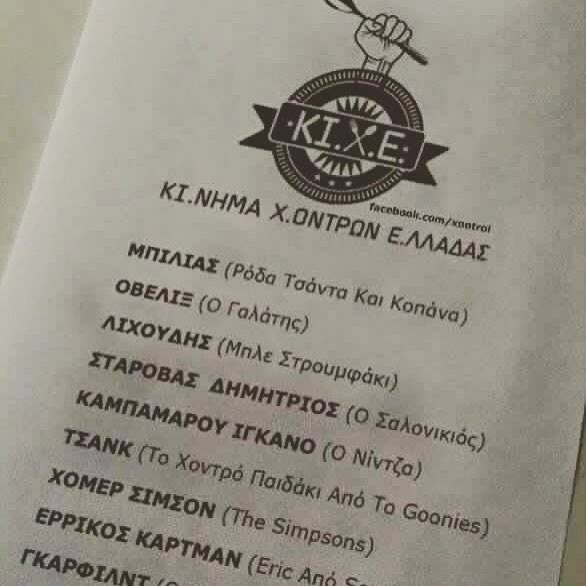 ΚΙ.Χ.Ε.
facebook.com/xontroi
ΚΙ.ΝΗΜΑ Χ.ΟΝΤΡΩΝ Ε.ΛΛΑΔΑΣ
ΜΠΙΛΙΑΣ (Ρόδα Τσάντα Και Κοπάνα)
ΟΒΕΛΙΞ (Ο Γαλάτης)
ΛΙΧΟΥΔΗΣ (Μπλε Στρουμφάκι)
ΣΤΑΡΟΒΑΣ ΔΗΜΗΤΡΙΟΣ (Ο Σαλονικιός)
ΚΑΜΠΑΜΑΡΟΥ ΙΓΚΑΝΟ (Ο Νίντζα)
ΤΣΑΝΚ (Το Χοντρό Παιδάκι Από Τα Goonies)
ΧΟΜΕΡ ΣΙΜΣΟΝ (The Simpsons)
ΕΡΡΙΚΟΣ ΚΑΡΤΜΑΝ (Eric Από
ΓΚΑΡΦΙΛΝΤ